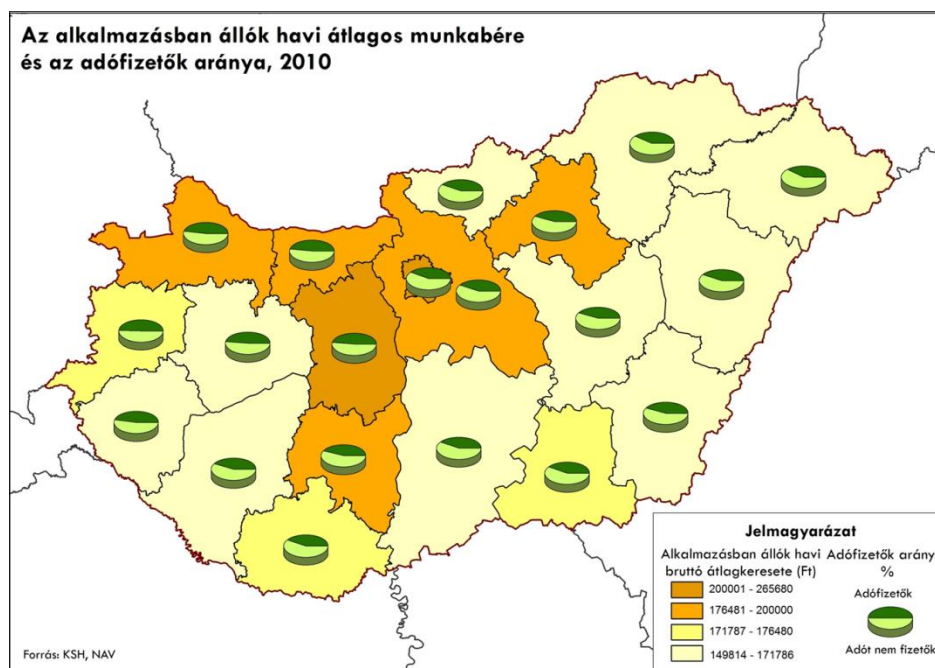 Az alkalmazásban állók havi átlagos munkabére
és az adófizetők aránya, 2010
Jelmagyarázat
Alkalmazásban állók havi
bruttó átlagkeresete (Ft)
200001 - 265680
176481 - 200000
171787 - 176480
149814 - 171786
Adófizetők arány
%
Adófizetők
Adót nem fizetők
Forrás: KSH, NAV